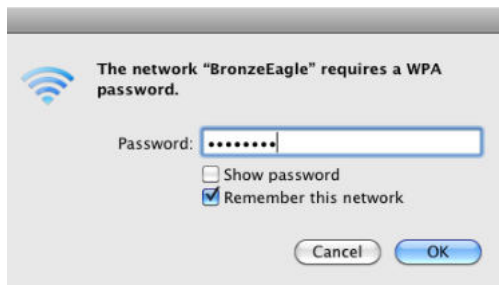 The network “BronzeEagle” requires a WPA
password.
Password: ••••••••
Show password
Remember this network
Cancel OK